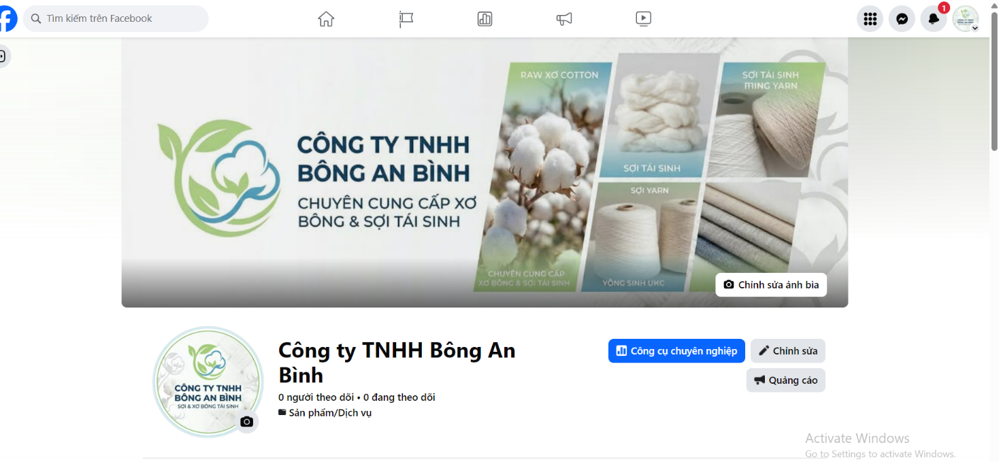 Tìm kiếm trên Facebook
1
RAW XƠ COTTON
SỢI TÁI SINH
MING YARN
CÔNG TY TNHH
BÔNG AN BÌNH
CHUYÊN CUNG CẤP XƠ
BÔNG & SỢI TÁI SINH
SỢI TÁI SINH
SỢI YARN
CHUYÊN CUNG CẤP
XƠ BÔNG & SỢI TÁI SINH
YÔNG SINH UKC
Chỉnh sửa ảnh bìa
CÔNG TY TNHH
BÔNG AN BÌNH
SỢI & XƠ BÔNG TÁI SINH
Công ty TNHH Bông An
Bình
0 người theo dõi • 0 đang theo dõi
Sản phẩm/Dịch vụ
Công cụ chuyên nghiệp
Chỉnh sửa
Quảng cáo
Activate Windows
Go to Settings to activate Windows.